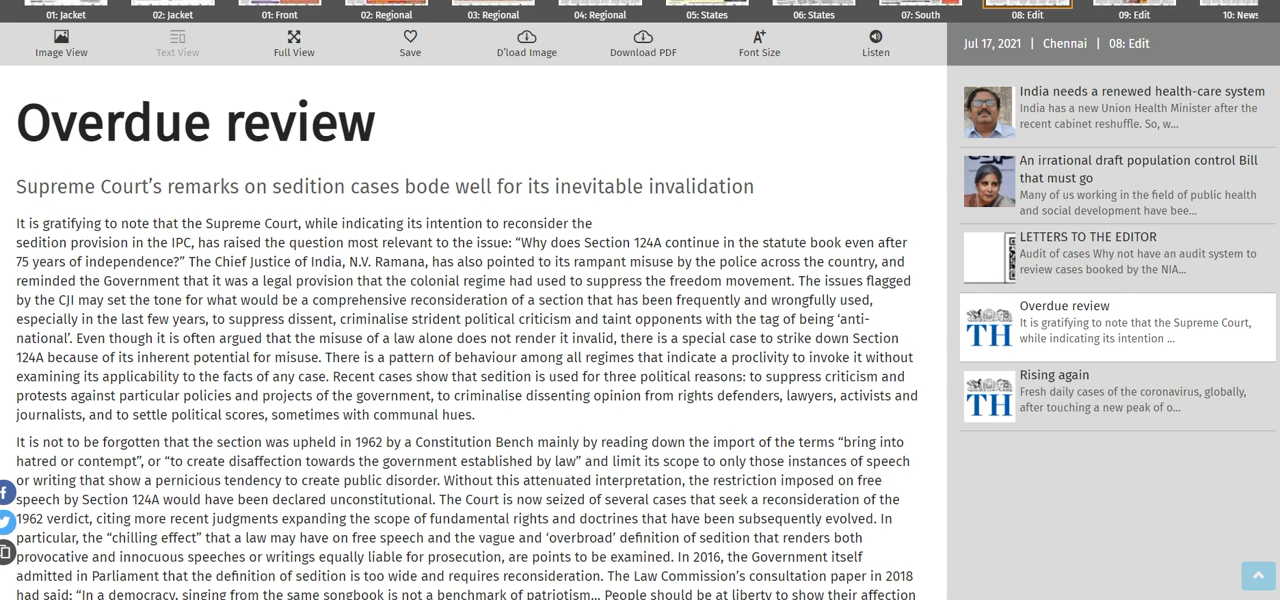 01: Jacket
02: Jacket
01: Front
02: Regional
03: Regional
04: Regional
05: States
06: States
07: South
08: Edit
09: Edit
10: News
Image View
Text View
Full View
Save
D'load Image
Download PDF
Font Size
Listen
Jul 17, 2021 | Chennai | 08: Edit
Overdue review
Supreme Court’s remarks on sedition cases bode well for its inevitable invalidation
It is gratifying to note that the Supreme Court, while indicating its intention to reconsider the
sedition provision in the IPC, has raised the question most relevant to the issue: “Why does Section 124A continue in the statute book even after
75 years of independence?” The Chief Justice of India, N.V. Ramana, has also pointed to its rampant misuse by the police across the country, and
reminded the Government that it was a legal provision that the colonial regime had used to suppress the freedom movement. The issues flagged
by the CJI may set the tone for what would be a comprehensive reconsideration of a section that has been frequently and wrongfully used,
especially in the last few years, to suppress dissent, criminalise strident political criticism and taint opponents with the tag of being ‘anti-
national’. Even though it is often argued that the misuse of a law alone does not render it invalid, there is a special case to strike down Section
124A because of its inherent potential for misuse. There is a pattern of behaviour among all regimes that indicate a proclivity to invoke it without
examining its applicability to the facts of any case. Recent cases show that sedition is used for three political reasons: to suppress criticism and
protests against particular policies and projects of the government, to criminalise dissenting opinion from rights defenders, lawyers, activists and
journalists, and to settle political scores, sometimes with communal hues.
It is not to be forgotten that the section was upheld in 1962 by a Constitution Bench mainly by reading down the import of the terms “bring into
hatred or contempt”, or “to create disaffection towards the government established by law” and limit its scope to only those instances of speech
or writing that show a pernicious tendency to create public disorder. Without this attenuated interpretation, the restriction imposed on free
speech by Section 124A would have been declared unconstitutional. The Court is now seized of several cases that seek a reconsideration of the
1962 verdict, citing more recent judgments expanding the scope of fundamental rights and doctrines that have been subsequently evolved. In
particular, the “chilling effect” that a law may have on free speech and the vague and ‘overbroad’ definition of sedition that renders both
provocative and innocuous speeches or writings equally liable for prosecution, are points to be examined. In 2016, the Government itself
admitted in Parliament that the definition of sedition is too wide and requires reconsideration. The Law Commission’s consultation paper in 2018
had said: “In a democracy, singing from the same songbook is not a benchmark of patriotism... People should be at liberty to show their affection
India needs a renewed health-care system
India has a new Union Health Minister after the
recent cabinet reshuffle. So, w...
An irrational draft population control Bill
that must go
Many of us working in the field of public health
and social development have bee...
LETTERS TO THE EDITOR
Audit of cases Why not have an audit system to
review cases booked by the NIA...
TH
Overdue review
It is gratifying to note that the Supreme Court,
while indicating its intention ...
TH
Rising again
Fresh daily cases of the coronavirus, globally,
after touching a new peak of o...